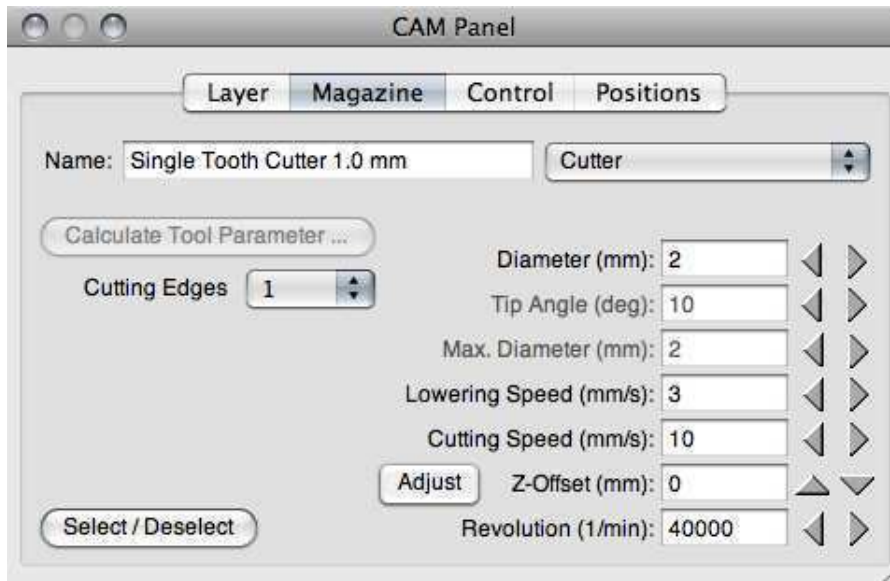 CAM Panel
Layer Magazine Control Positions
Name: Single Tooth Cutter 1.0 mm Cutter
Calculate Tool Parameter ...
Diameter (mm): 2
Cutting Edges 1
Tip Angle (deg): 10
Max. Diameter (mm): 2
Lowering Speed (mm/s): 3
Cutting Speed (mm/s): 10
Adjust Z-Offset (mm): 0
Select / Deselect Revolution (1/min): 40000